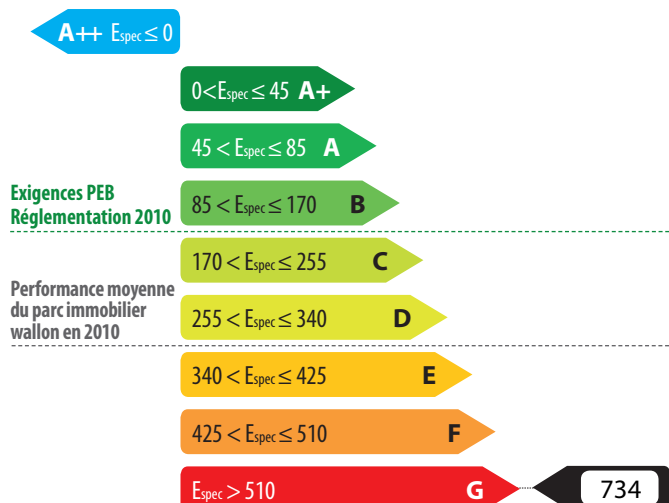 A++ Espec ≤ 0
0<Espec ≤ 45 A+
45 < Espec ≤ 85 A
Exigences PEB
Réglementation 2010
85 < Espec ≤ 170 B
170 < Espec ≤ 255 C
Performance moyenne
du parc immobilier
wallon en 2010
255 < Espec ≤ 340 D
340 < Espec ≤ 425 E
425 < Espec ≤ 510 F
Espec > 510 G 734